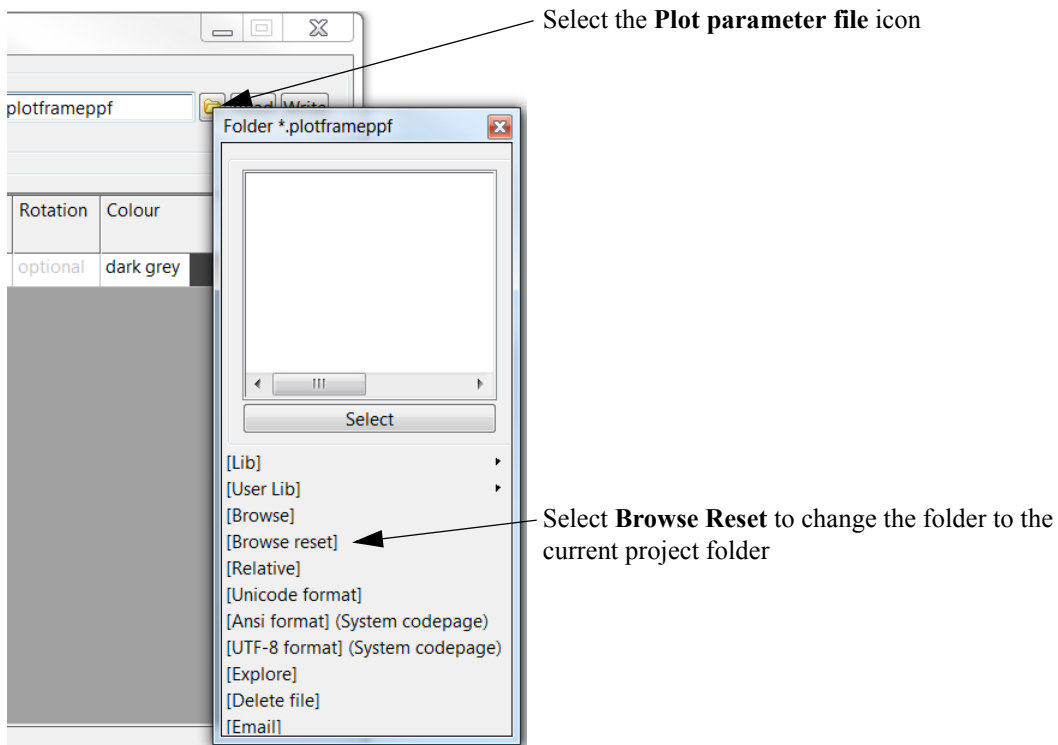 Select the Plot parameter file icon
plotframeppf
Folder *.plotframeppf
Rotation
Colour
optional
dark grey
Select
[Lib]
[User Lib]
[Browse]
Select Browse Reset to change the folder to the
current project folder
[Browse reset]
[Relative]
[Unicode format]
[Ansi format] (System codepage)
[UTF-8 format] (System codepage)
[Explore]
[Delete file]
[Email]